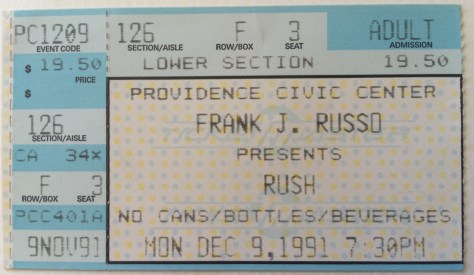 PC1209 126 F 3 ADULT
EVENT CODE SECTION/AISLE ROW/BOX SEAT ADMISSION
$ 19.50 LOWER SECTION 19.50
PRICE
$
PROVIDENCE CIVIC CENTER
126
SECTION/AISLE
FRANK J. RUSSO
CA 34X
PRESENTS
F 3
ROW/BOX SEAT
RUSH
PCC401A
NO CANS/BOTTLES/BEVERAGES
9NOV91
MON DEC 9,1991 7:30PM